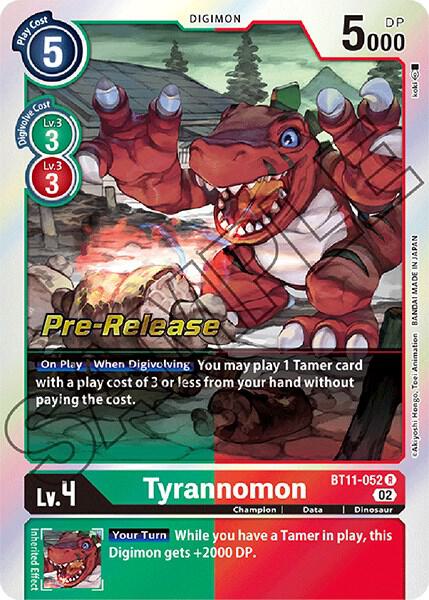 DIGIMON
Play Cost
5
DP
5000
Digivolve Cost
Lv.3
3
Lv.3
3
koki
SAMPLE
Pre-Release
On Play When Digivolving You may play 1 Tamer card
with a play cost of 3 or less from your hand without
paying the cost.
©Akiyoshi Hongo, Toei Animation BANDAI MADE IN JAPAN
Lv.4
Tyrannomon
BT11-052 R
02
Champion Data Dinosaur
Inherited Effect
Your Turn While you have a Tamer in play, this
Digimon gets +2000 DP.